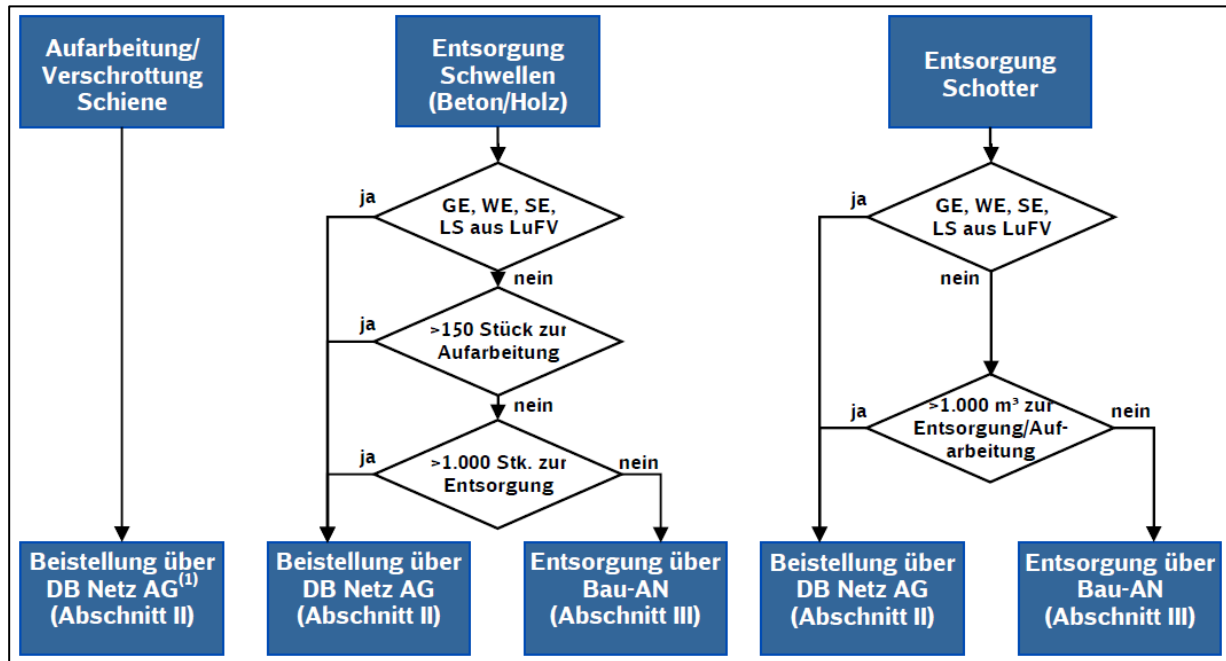 Aufarbeitung/
Verschrottung
Schiene
Entsorgung
Schwellen
(Beton/Holz)
Entsorgung
Schotter
ja
GE, WE, SE,
LS aus LuFV
nein
ja
>150 Stück zur
Aufarbeitung
nein
ja
>1.000 Stk. zur
Entsorgung
nein
ja
GE, WE, SE,
LS aus LuFV
nein
ja
>1.000 m³ zur
Entsorgung/Auf-
arbeitung
nein
Beistellung über
DB Netz AG(1)
(Abschnitt II)
Beistellung über
DB Netz AG
(Abschnitt II)
Entsorgung über
Bau-AN
(Abschnitt III)
Beistellung über
DB Netz AG
(Abschnitt II)
Entsorgung über
Bau-AN
(Abschnitt III)